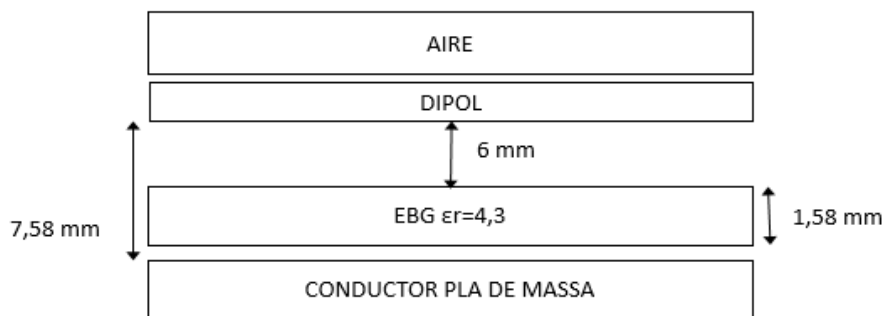 AIRE
DIPOL
6 mm
EBG εr=4,3
1,58 mm
7,58 mm
CONDUCTOR PLA DE MASSA